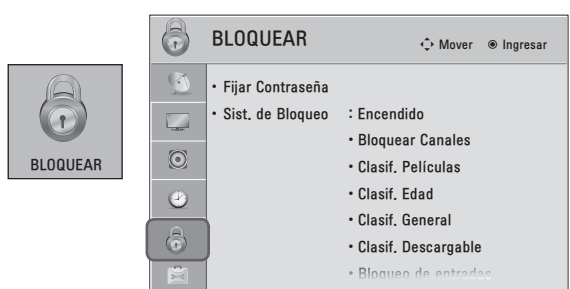 BLOQUEAR
BLOQUEAR Mover Ingresar
• Fijar Contraseña
• Sist. de Bloqueo : Encendido
• Bloquear Canales
• Clasif. Películas
• Clasif. Edad
• Clasif. General
• Clasif. Descargable
• Bloqueo de entradas